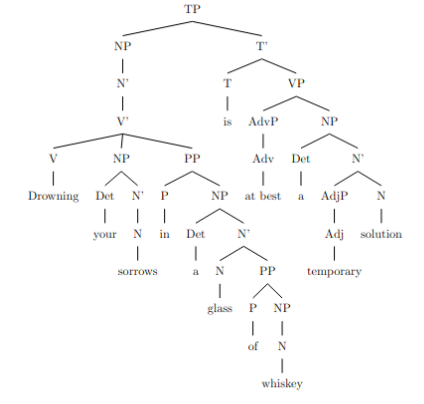 TP
NP T'
N' T VP
V' is AdvP NP
V NP PP Adv Det N'
Drowning Det N' P NP at best a AdjP N
your N in Det N' Adj solution
sorrows a N PP temporary
glass P NP
of N
whiskey